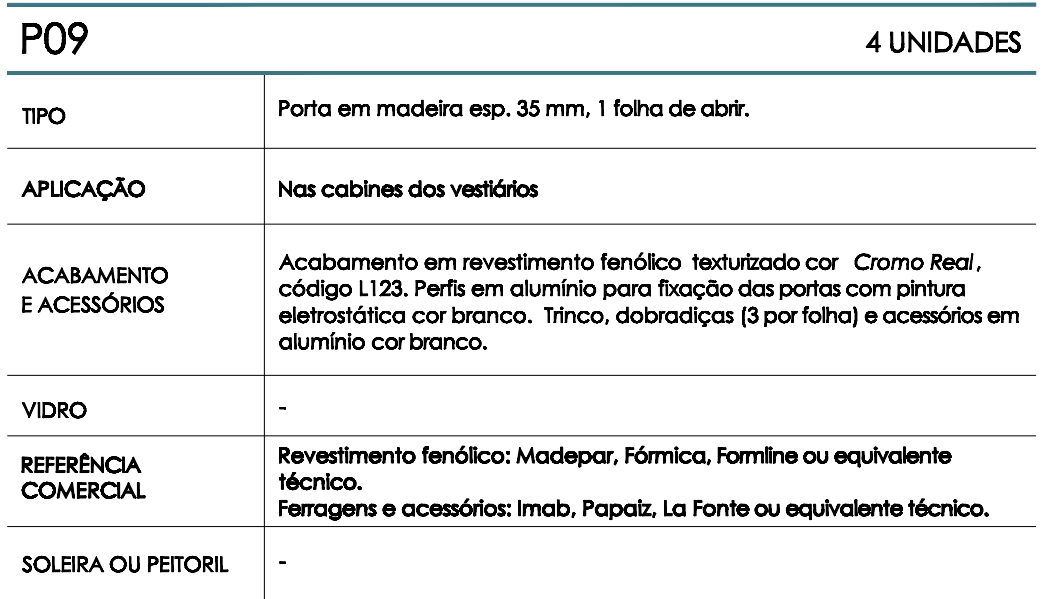 P09
4 UNIDADES
TIPO
Porta em madeira esp. 35 mm, 1 folha de abrir.
APLICAÇÃO
Nas cabines dos vestiários
ACABAMENTO
E ACESSÓRIOS
Acabamento em revestimento fenólico texturizado cor Cromo Real,
código L123. Perfis em alumínio para fixação das portas com pintura
eletrostática cor branco. Trinco, dobradiças (3 por folha) e acessórios em
alumínio cor branco.
VIDRO
-
REFERÊNCIA
COMERCIAL
Revestimento fenólico: Madepar, Fórmica, Formline ou equivalente
técnico.
Ferragens e acessórios: Imab, Papaiz, La Fonte ou equivalente técnico.
SOLEIRA OU PEITORIL
-